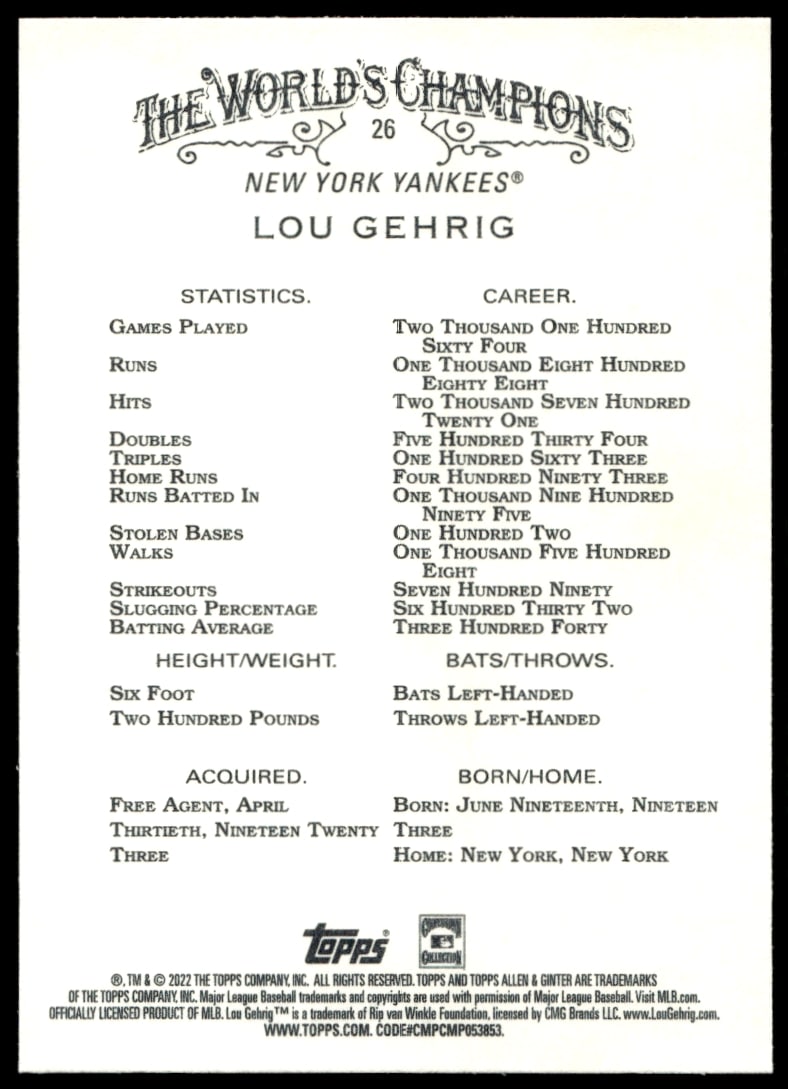 THE WORLD'S CHAMPIONS
26
NEW YORK YANKEES®
LOU GEHRIG
STATISTICS. CAREER.
GAMES PLAYED TWO THOUSAND ONE HUNDRED
SIXTY FOUR
RUNS ONE THOUSAND EIGHT HUNDRED
EIGHTY EIGHT
HITS TWO THOUSAND SEVEN HUNDRED
TWENTY ONE
DOUBLES FIVE HUNDRED THIRTY FOUR
TRIPLES ONE HUNDRED SIXTY THREE
HOME RUNS FOUR HUNDRED NINETY THREE
RUNS BATTED IN ONE THOUSAND NINE HUNDRED
NINETY FIVE
STOLEN BASES ONE HUNDRED TWO
WALKS ONE THOUSAND FIVE HUNDRED
EIGHT
STRIKEOUTS SEVEN HUNDRED NINETY
SLUGGING PERCENTAGE SIX HUNDRED THIRTY TWO
BATTING AVERAGE THREE HUNDRED FORTY
HEIGHT/WEIGHT. BATS/THROWS.
SIX FOOT BATS LEFT-HANDED
TWO HUNDRED POUNDS THROWS LEFT-HANDED
ACQUIRED. BORN/HOME.
FREE AGENT, APRIL BORN: JUNE NINETEENTH, NINETEEN
THIRTIETH, NINETEEN TWENTY THREE
THREE HOME: NEW YORK, NEW YORK
topps® COOPERSTOWN COLLECTION
®, TM & © 2022 THE TOPPS COMPANY, INC. ALL RIGHTS RESERVED. TOPPS AND TOPPS ALLEN & GINTER ARE TRADEMARKS
OF THE TOPPS COMPANY, INC. Major League Baseball trademarks and copyrights are used with permission of Major League Baseball. Visit MLB.com.
OFFICIALLY LICENSED PRODUCT OF MLB. Lou Gehrig™ is a trademark of Rip van Winkle Foundation, licensed by CMG Brands LLC. www.LouGehrig.com.
WWW.TOPPS.COM. CODE#CMPCMP053853.